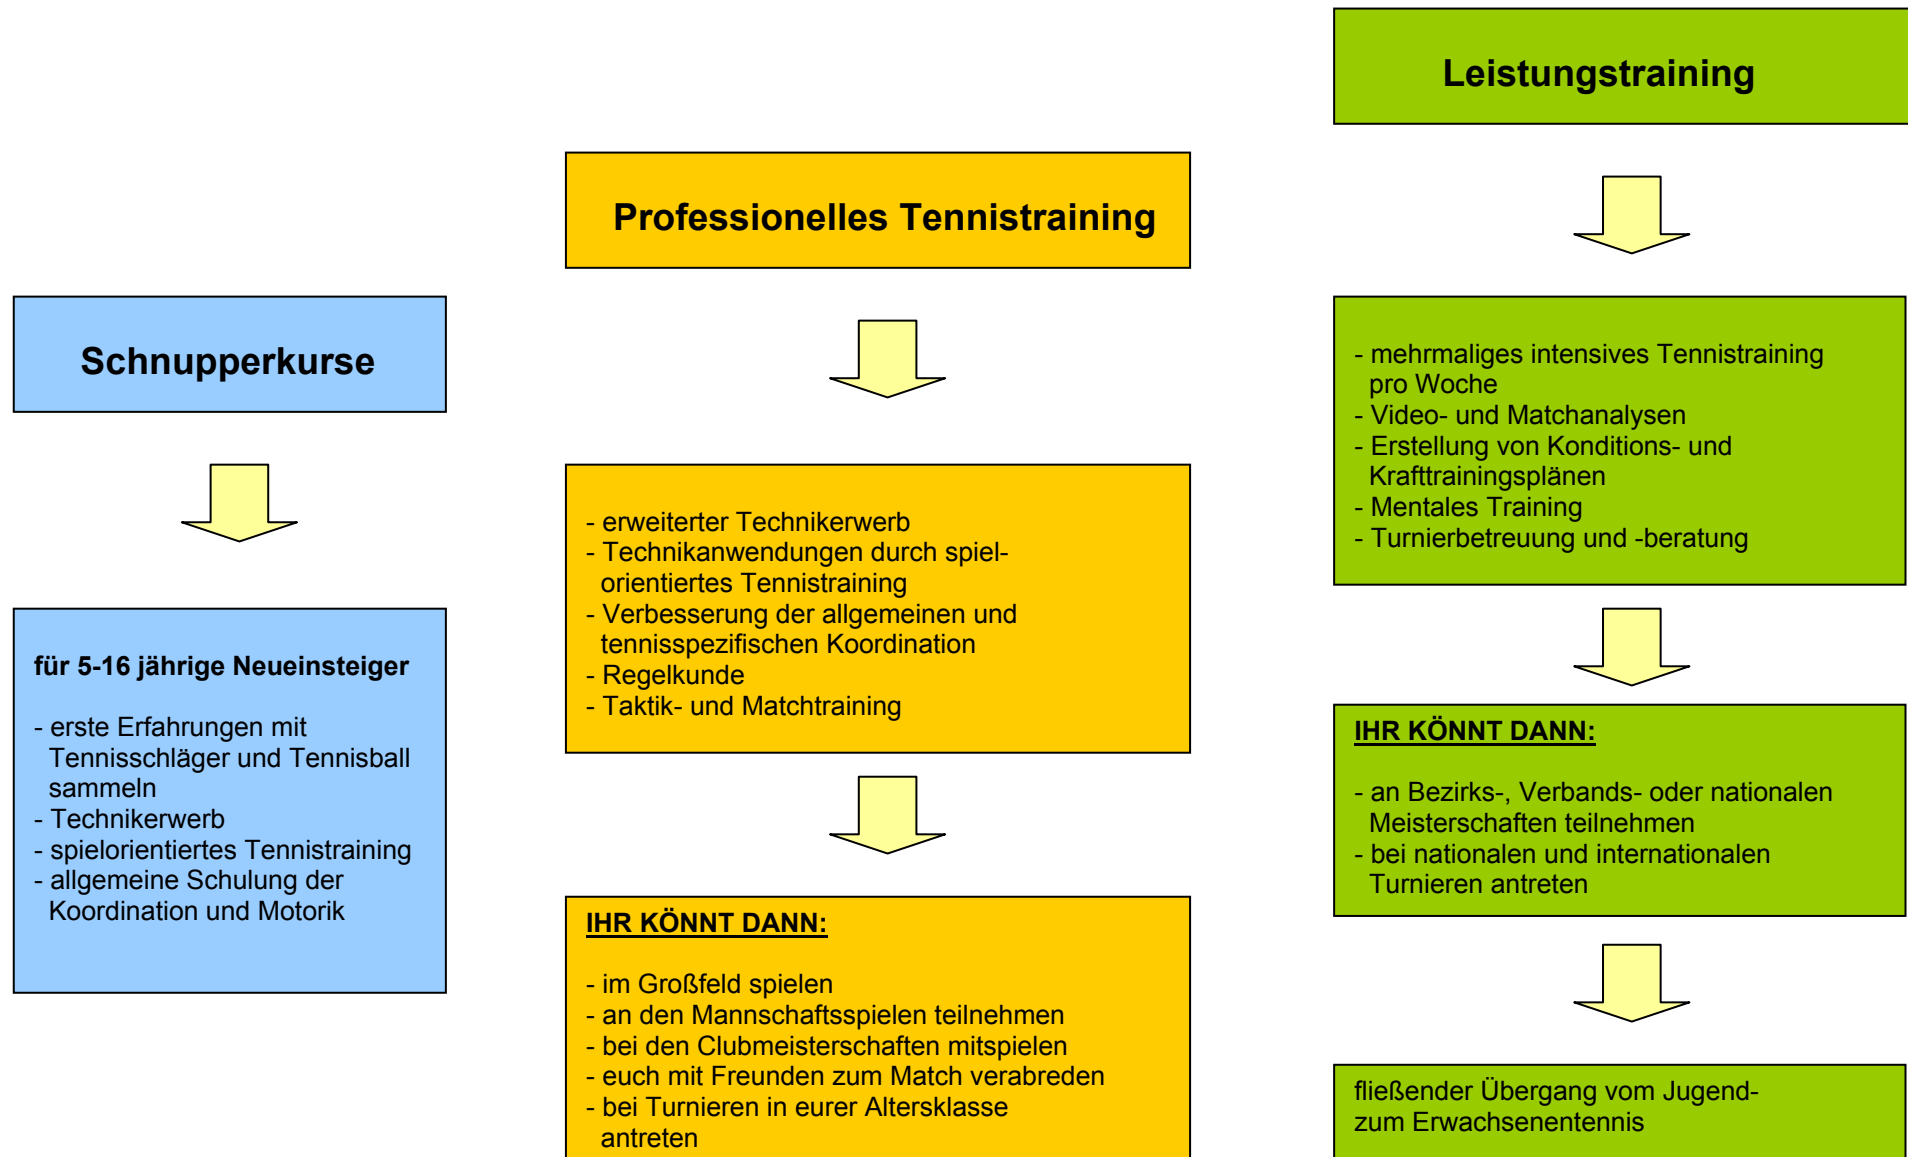 Schnupperkurse
für 5-16 jährige Neueinsteiger
- erste Erfahrungen mit
Tennisschläger und Tennisball
sammeln
- Technikerwerb
- spielorientiertes Tennistraining
- allgemeine Schulung der
Koordination und Motorik
Professionelles Tennistraining
- erweiterter Technikerwerb
- Technikanwendungen durch spiel-
orientiertes Tennistraining
- Verbesserung der allgemeinen und
tennisspezifischen Koordination
- Regelkunde
- Taktik- und Matchtraining
IHR KÖNNT DANN:
- im Großfeld spielen
- an den Mannschaftsspielen teilnehmen
- bei den Clubmeisterschaften mitspielen
- euch mit Freunden zum Match verabreden
- bei Turnieren in eurer Altersklasse
antreten
Leistungstraining
- mehrmaliges intensives Tennistraining
pro Woche
- Video- und Matchanalysen
- Erstellung von Konditions- und
Krafttrainingsplänen
- Mentales Training
- Turnierbetreuung und -beratung
IHR KÖNNT DANN:
- an Bezirks-, Verbands- oder nationalen
Meisterschaften teilnehmen
- bei nationalen und internationalen
Turnieren antreten
fließender Übergang vom Jugend-
zum Erwachsenentennis